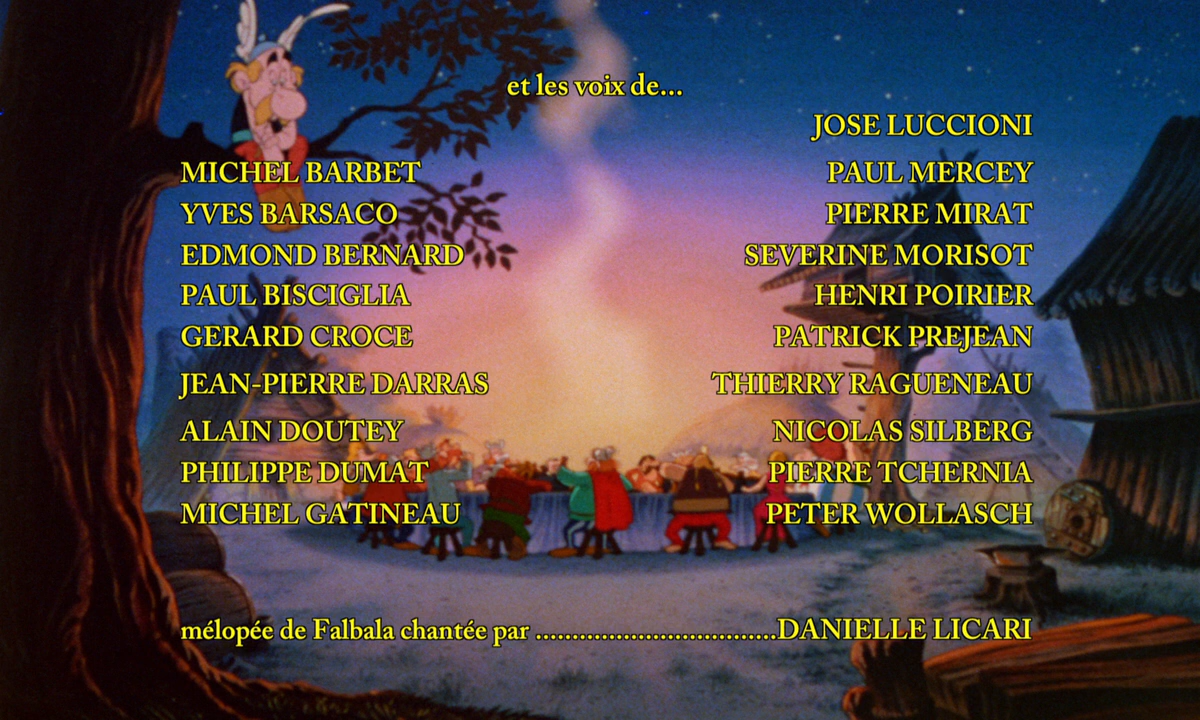 et les voix de...
JOSE LUCCIONI
MICHEL BARBET PAUL MERCEY
YVES BARSACO PIERRE MIRAT
EDMOND BERNARD SEVERINE MORISOT
PAUL BISCIGLIA HENRI POIRIER
GERARD CROCE PATRICK PREJEAN
JEAN-PIERRE DARRAS THIERRY RAGUENEAU
ALAIN DOUTEY NICOLAS SILBERG
PHILIPPE DUMAT PIERRE TCHERNIA
MICHEL GATINEAU PETER WOLLASCH
mélopée de Falbala chantée par .................................DANIELLE LICARI